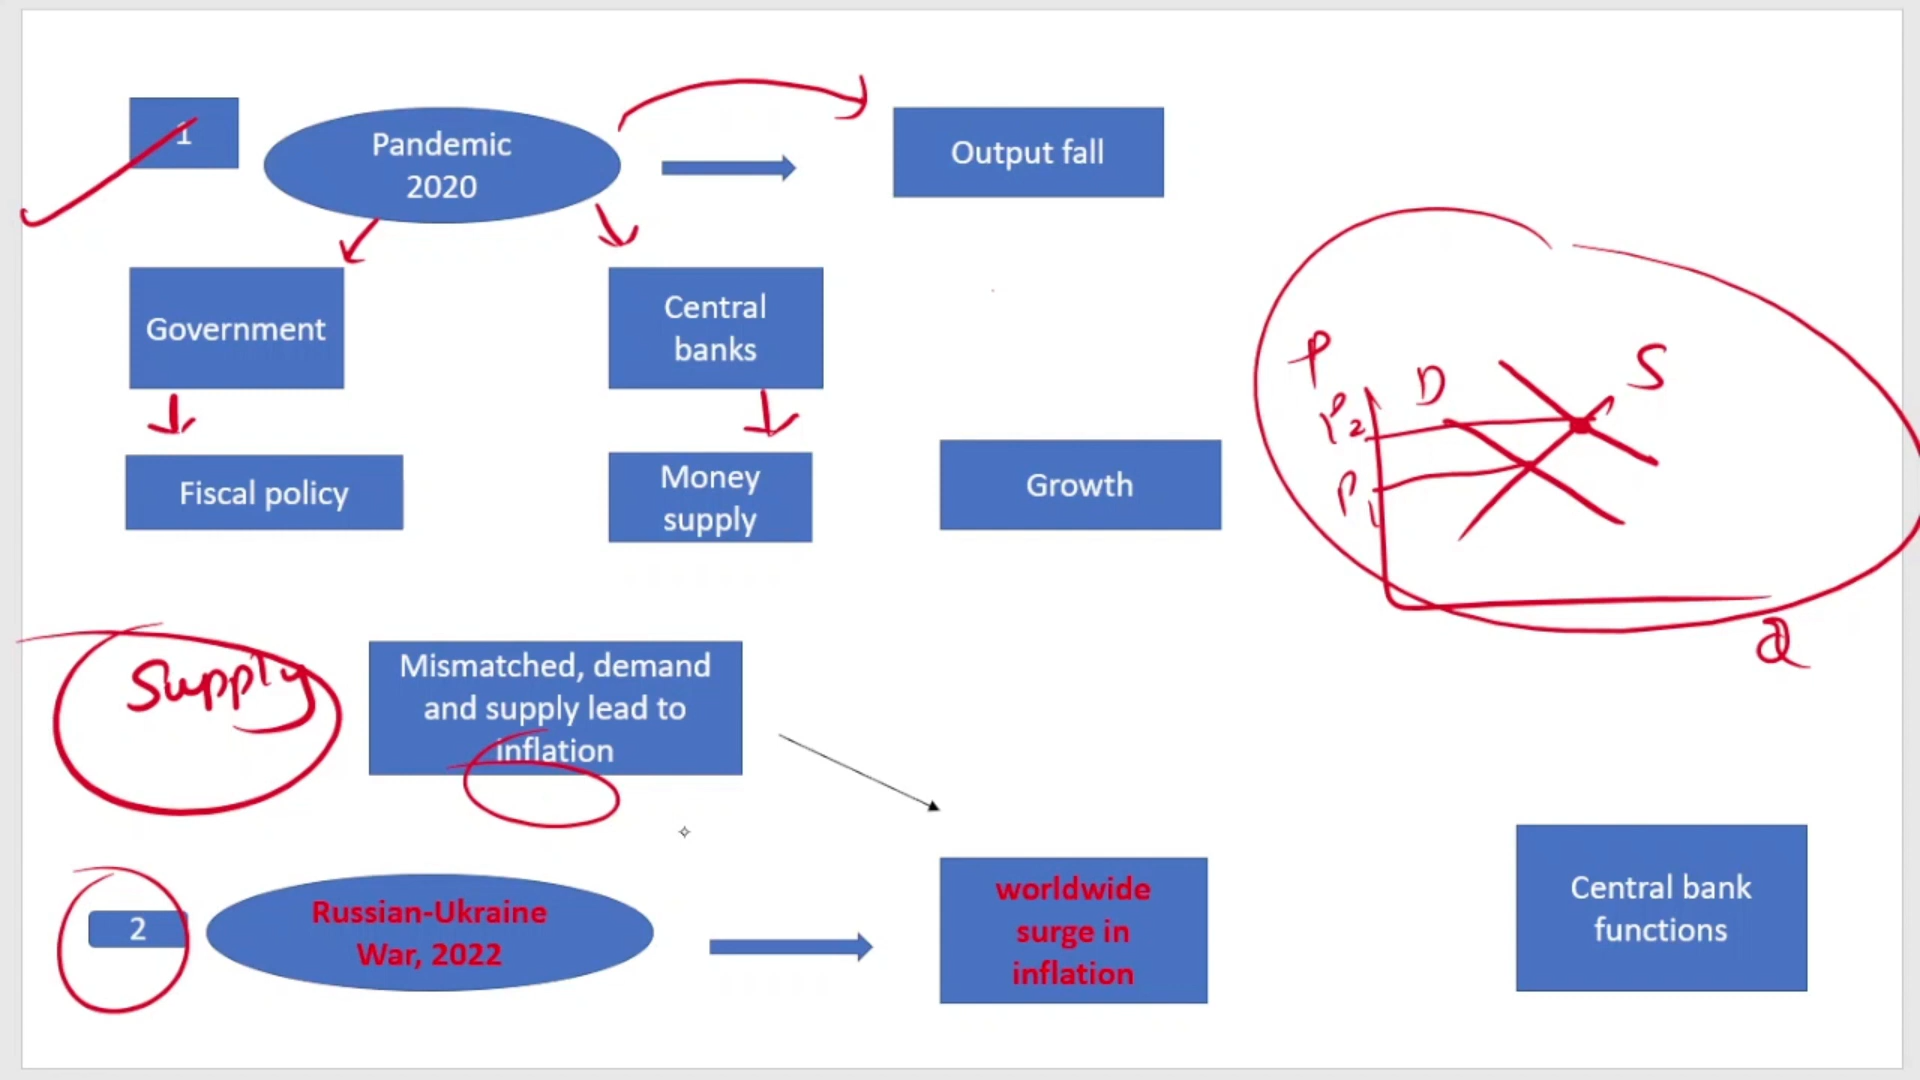 1
Pandemic
2020
Output fall
Government
Central
banks
Fiscal policy
Money
supply
Growth
P
D
S
P2
P1
Q
Supply
Mismatched, demand
and supply lead to
inflation
2
Russian-Ukraine
War, 2022
worldwide
surge in
inflation
Central bank
functions